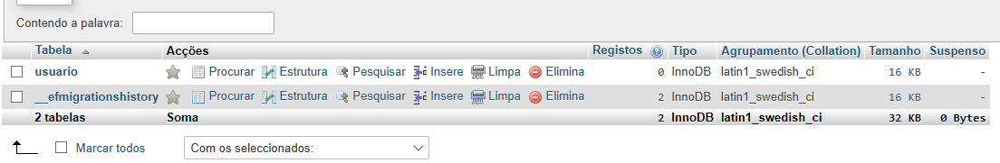 Contendo a palavra:
Tabela Acções Registos Tipo Agrupamento (Collation) Tamanho Suspenso
usuario Procurar Estrutura Pesquisar Insere Limpa Elimina 0 InnoDB latin1_swedish_ci 16 KB -
__efmigrationshistory Procurar Estrutura Pesquisar Insere Limpa Elimina 2 InnoDB latin1_swedish_ci 16 KB -
2 tabelas Soma 2 InnoDB latin1_swedish_ci 32 KB 0 Bytes
Marcar todos Com os seleccionados: